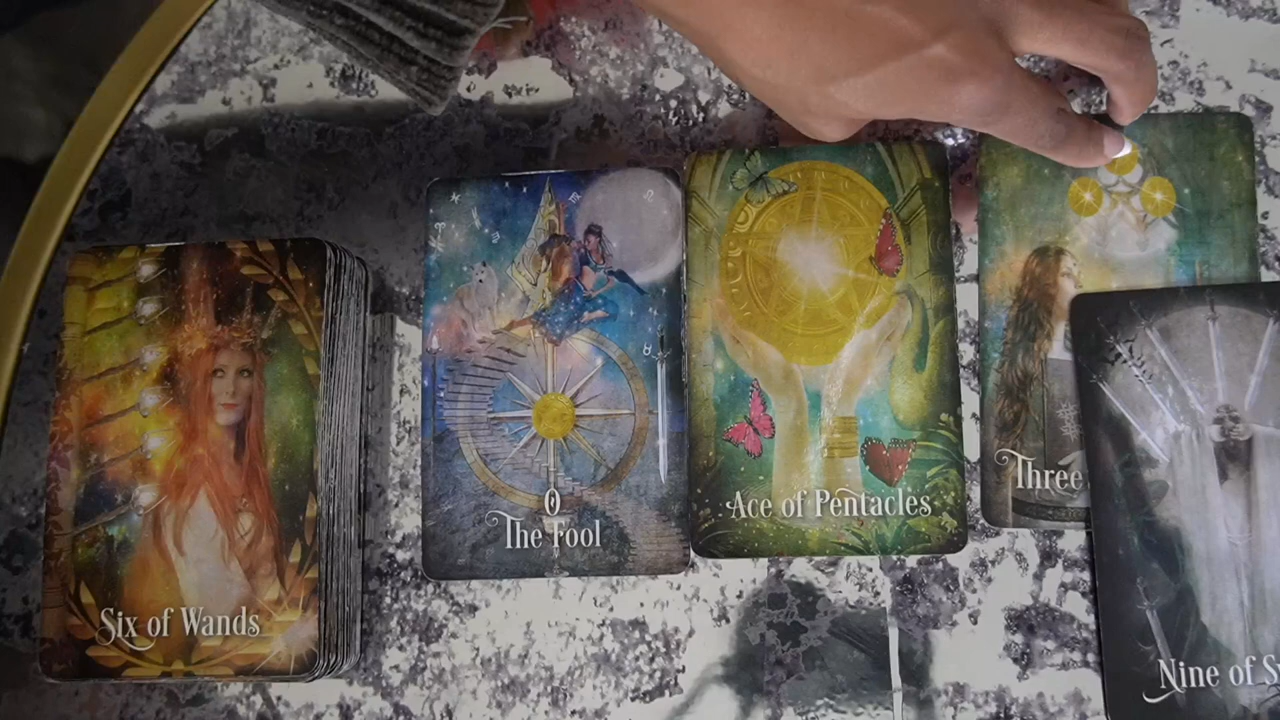 Six of Wands
0
The Fool
Ace of Pentacles
Three
Nine of